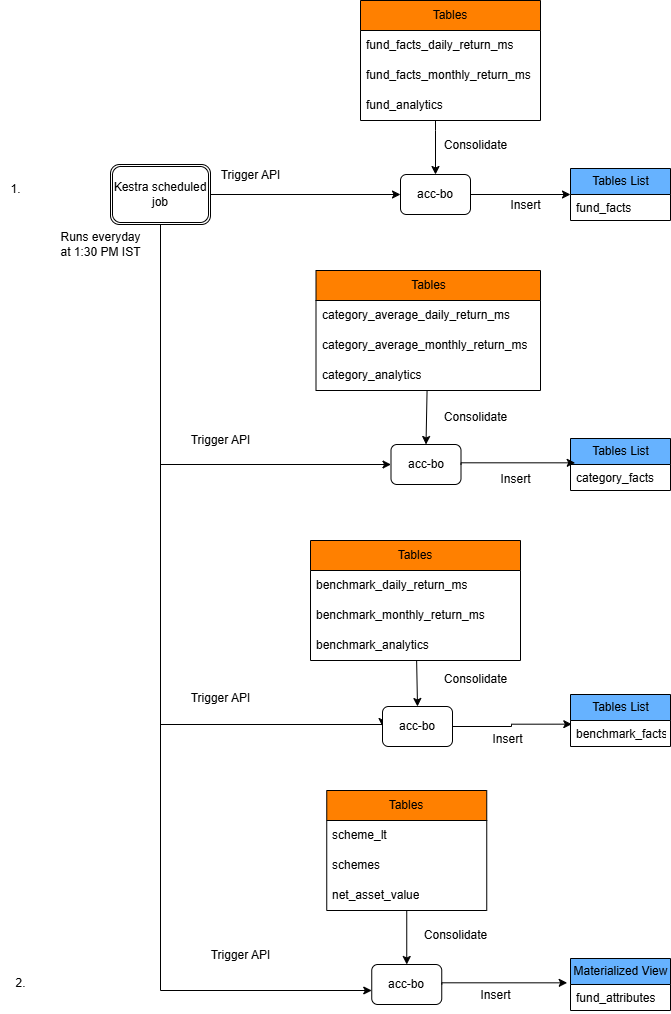 Tables
fund_facts_daily_return_ms
fund_facts_monthly_return_ms
fund_analytics
Consolidate
1.
Kestra scheduled
job
Trigger API
acc-bo
Insert
Tables List
fund_facts
Runs everyday
at 1:30 PM IST
Tables
category_average_daily_return_ms
category_average_monthly_return_ms
category_analytics
Consolidate
Trigger API
acc-bo
Insert
Tables List
category_facts
Tables
benchmark_daily_return_ms
benchmark_monthly_return_ms
benchmark_analytics
Consolidate
Trigger API
acc-bo
Insert
Tables List
benchmark_facts
Tables
scheme_lt
schemes
net_asset_value
Consolidate
2.
Trigger API
acc-bo
Insert
Materialized View
fund_attributes